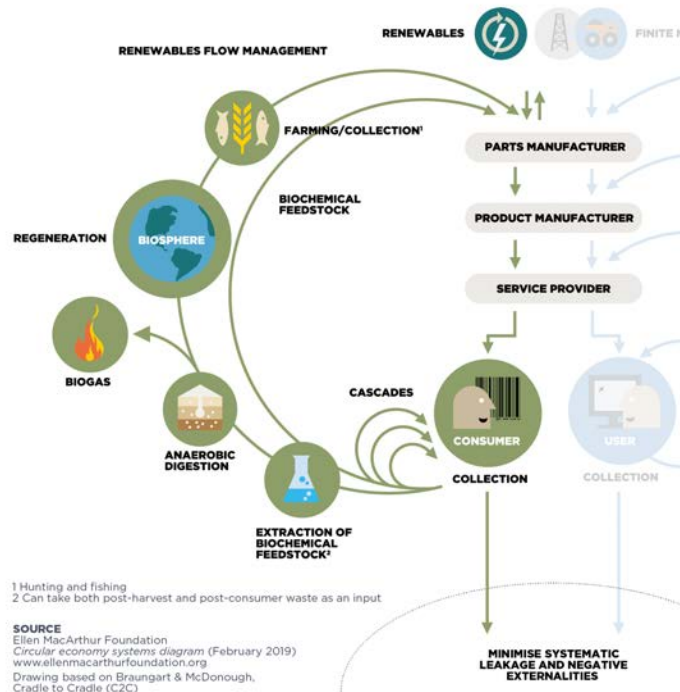 RENEWABLES
FINITE M
RENEWABLES FLOW MANAGEMENT
FARMING/COLLECTION¹
PARTS MANUFACTURER
BIOCHEMICAL
FEEDSTOCK
PRODUCT MANUFACTURER
REGENERATION
BIOSPHERE
SERVICE PROVIDER
BIOGAS
CASCADES
CONSUMER
USER
ANAEROBIC
DIGESTION
COLLECTION
COLLECTION
EXTRACTION OF
BIOCHEMICAL
FEEDSTOCK²
1 Hunting and fishing
2 Can take both post-harvest and post-consumer waste as an input
SOURCE
Ellen MacArthur Foundation
Circular economy systems diagram (February 2019)
www.ellenmacarthurfoundation.org
Drawing based on Braungart & McDonough,
Cradle to Cradle (C2C)
MINIMISE SYSTEMATIC
LEAKAGE AND NEGATIVE
EXTERNALITIES